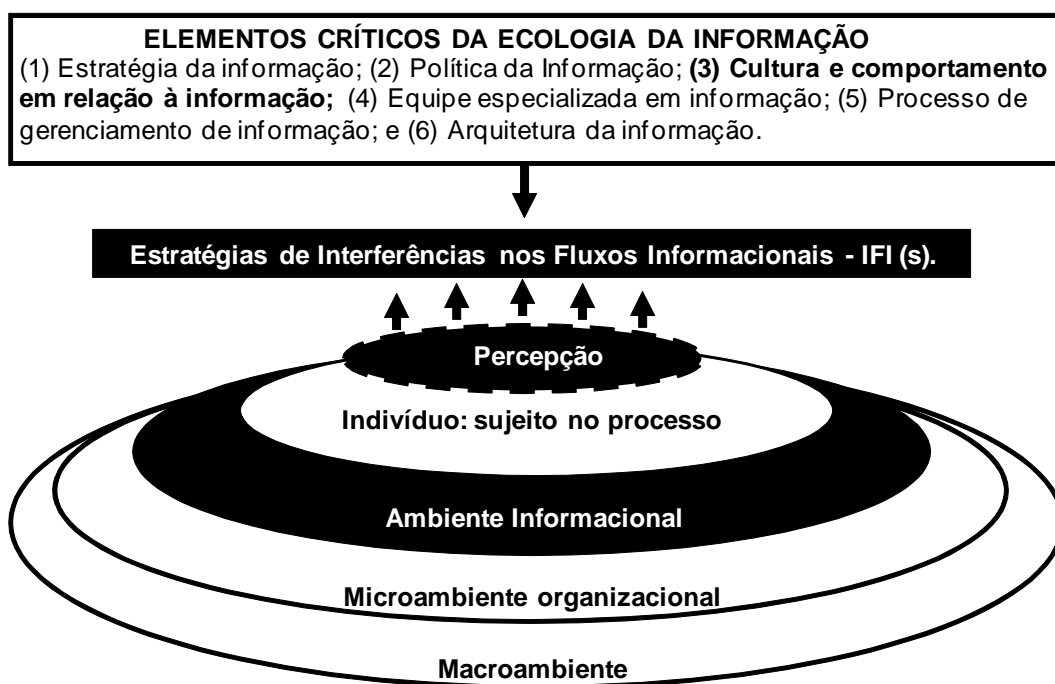 ELEMENTOS CRÍTICOS DA ECOLOGIA DA INFORMAÇÃO
(1) Estratégia da informação; (2) Política da Informação; (3) Cultura e comportamento
em relação à informação; (4) Equipe especializada em informação; (5) Processo de
gerenciamento de informação; e (6) Arquitetura da informação.
Estratégias de Interferências nos Fluxos Informacionais - IFI (s).
Percepção
Indivíduo: sujeito no processo
Ambiente Informacional
Microambiente organizacional
Macroambiente